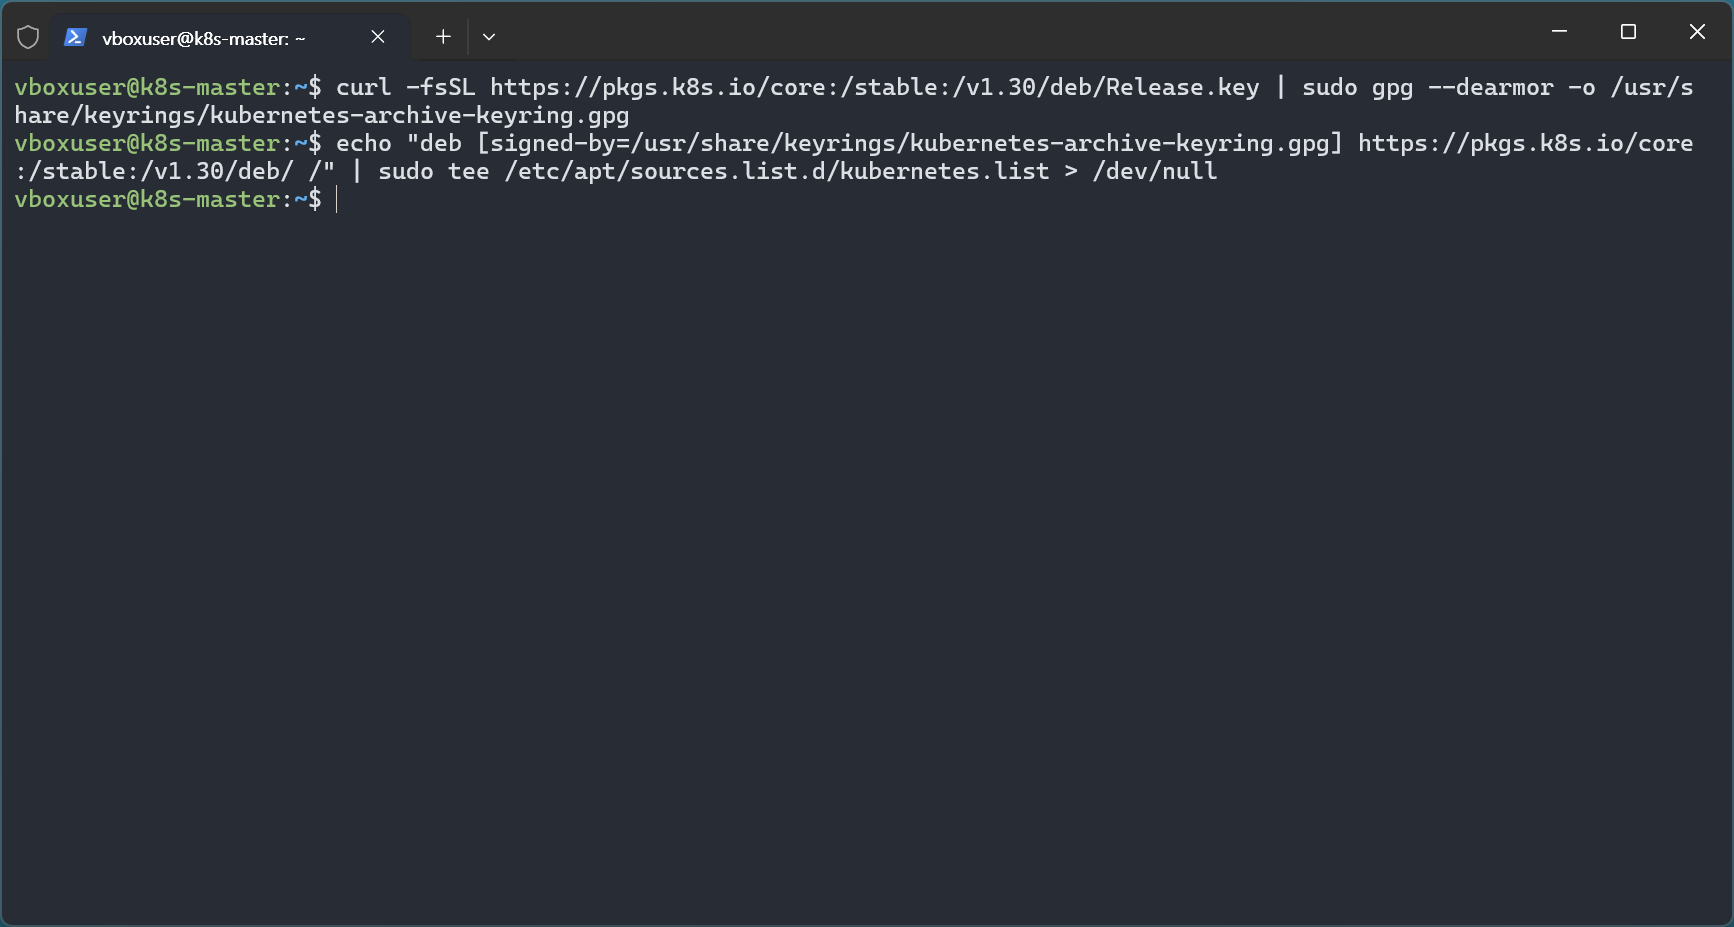 vboxuser@k8s-master: ~
vboxuser@k8s-master:~$ curl -fsSL https://pkgs.k8s.io/core:/stable:/v1.30/deb/Release.key | sudo gpg --dearmor -o /usr/s
hare/keyrings/kubernetes-archive-keyring.gpg
vboxuser@k8s-master:~$ echo "deb [signed-by=/usr/share/keyrings/kubernetes-archive-keyring.gpg] https://pkgs.k8s.io/core
:/stable:/v1.30/deb/ /" | sudo tee /etc/apt/sources.list.d/kubernetes.list > /dev/null
vboxuser@k8s-master:~$